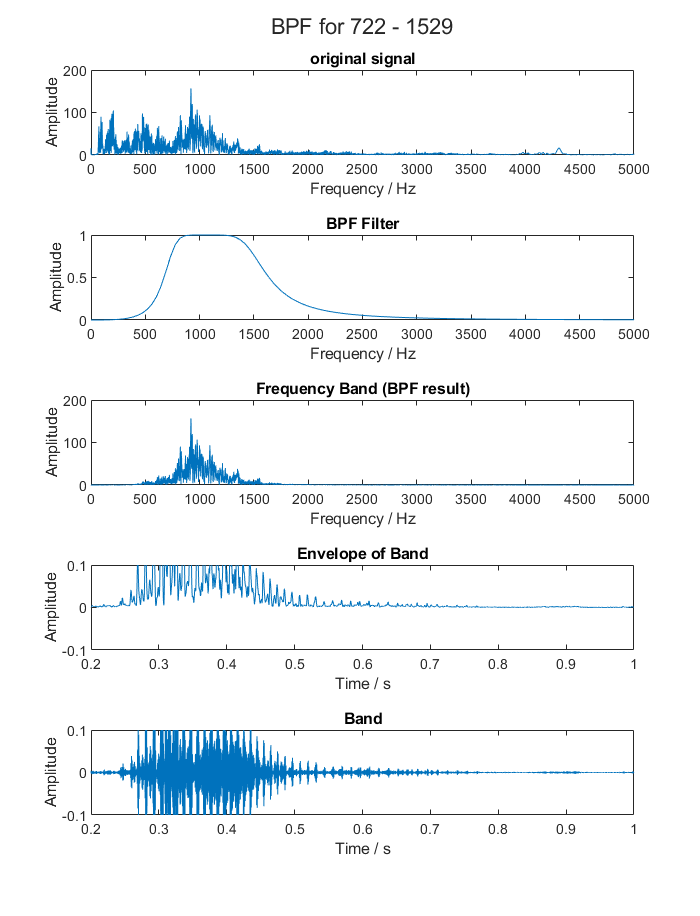 BPF for 722 - 1529
original signal
200
100
0
Amplitude
0 500 1000 1500 2000 2500 3000 3500 4000 4500 5000
Frequency / Hz
BPF Filter
1
0.5
0
Amplitude
0 500 1000 1500 2000 2500 3000 3500 4000 4500 5000
Frequency / Hz
Frequency Band (BPF result)
200
100
0
Amplitude
0 500 1000 1500 2000 2500 3000 3500 4000 4500 5000
Frequency / Hz
Envelope of Band
0.1
0
-0.1
Amplitude
0.2 0.3 0.4 0.5 0.6 0.7 0.8 0.9 1
Time / s
Band
0.1
0
-0.1
Amplitude
0.2 0.3 0.4 0.5 0.6 0.7 0.8 0.9 1
Time / s